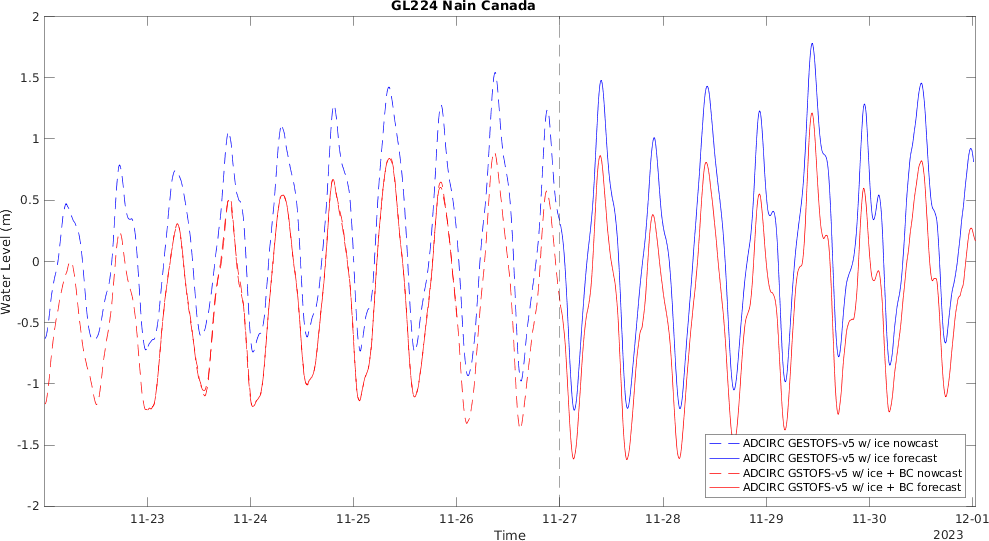 GL224 Nain Canada
2
1.5
1
0.5
0
-0.5
-1
-1.5
-2
Water Level (m)
11-23
11-24
11-25
11-26
11-27
11-28
11-29
11-30
12-01
Time
2023
ADCIRC GESTOFS-v5 w/ ice nowcast
ADCIRC GESTOFS-v5 w/ ice forecast
ADCIRC GSTOFS-v5 w/ ice + BC nowcast
ADCIRC GSTOFS-v5 w/ ice + BC forecast